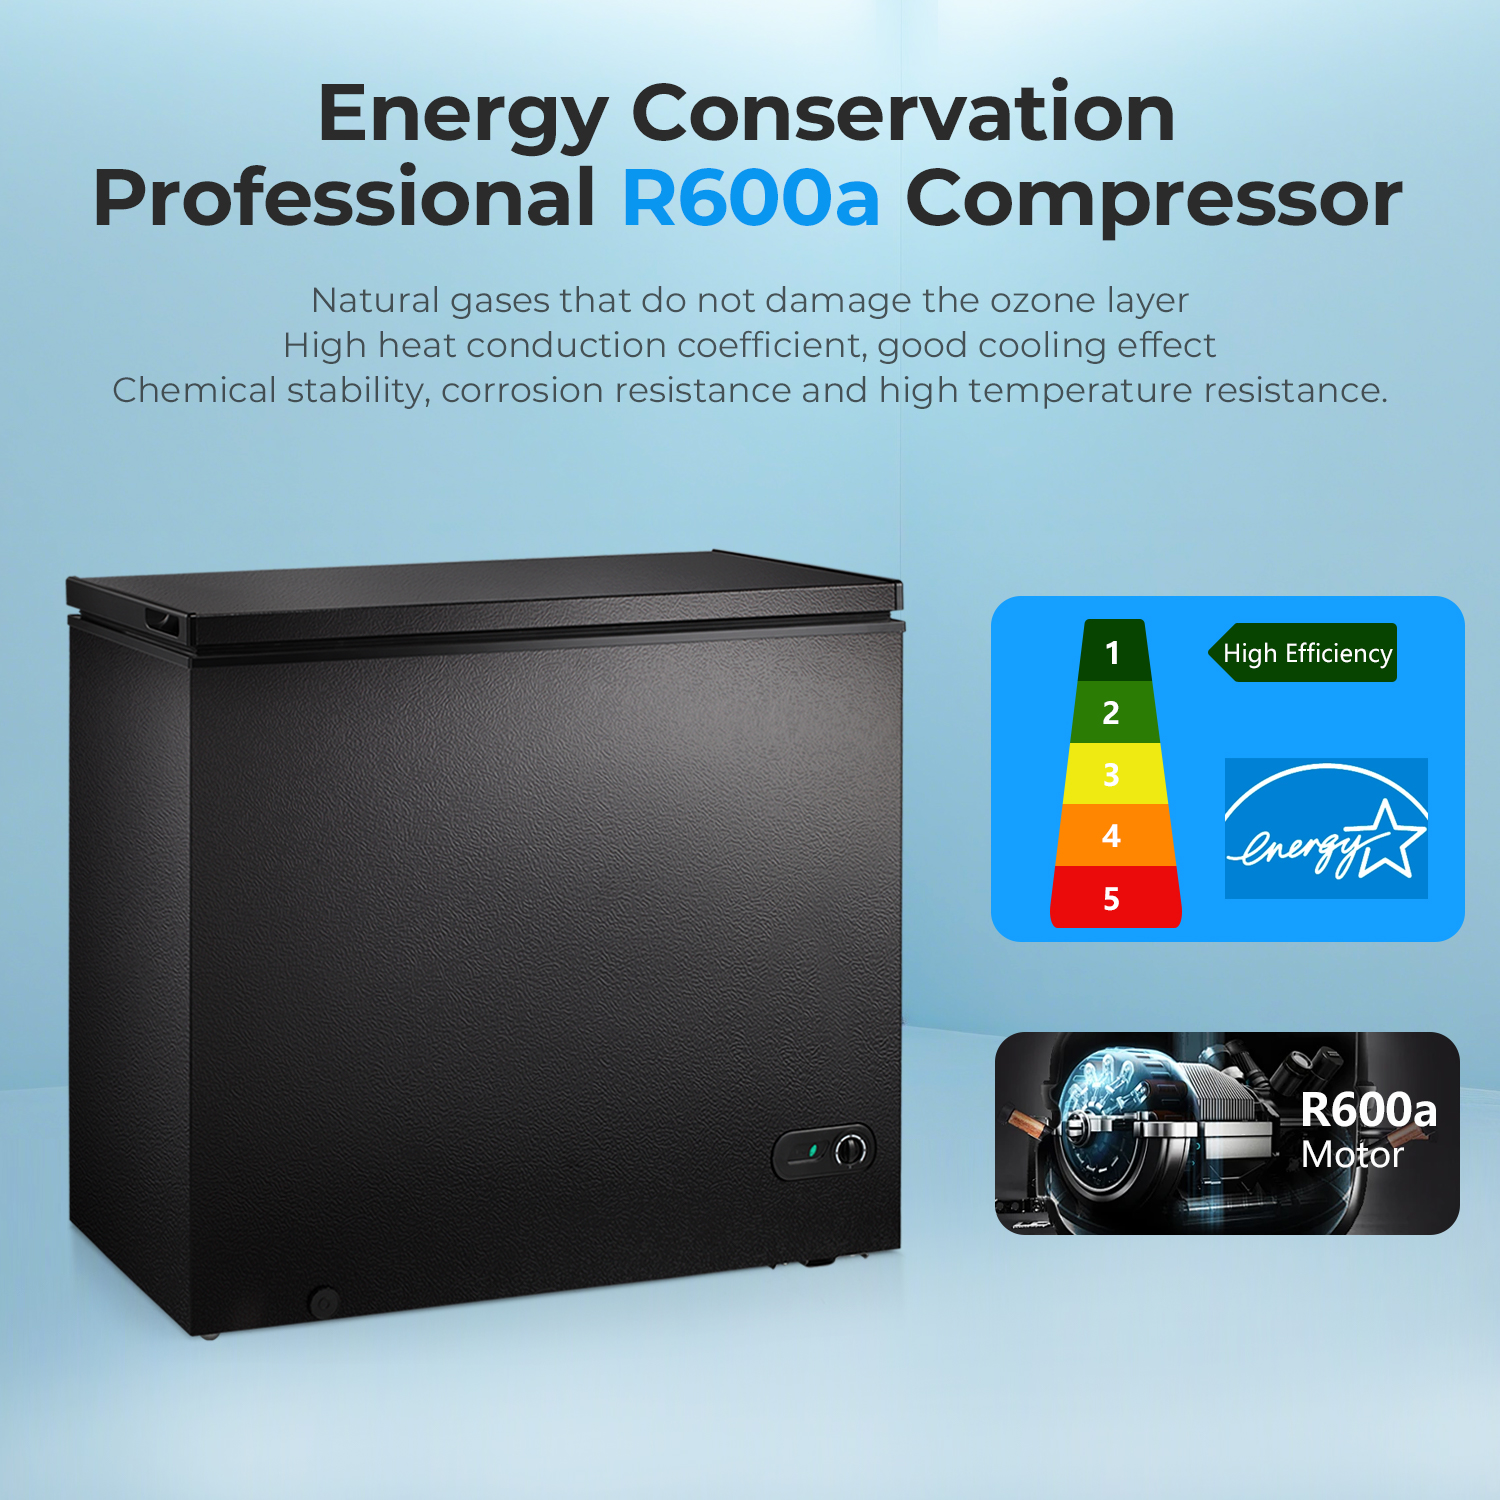 Energy Conservation
Professional R600a Compressor
Natural gases that do not damage the ozone layer
High heat conduction coefficient, good cooling effect
Chemical stability, corrosion resistance and high temperature resistance.
1
High Efficiency
2
3
4
5
energy
R600a
Motor